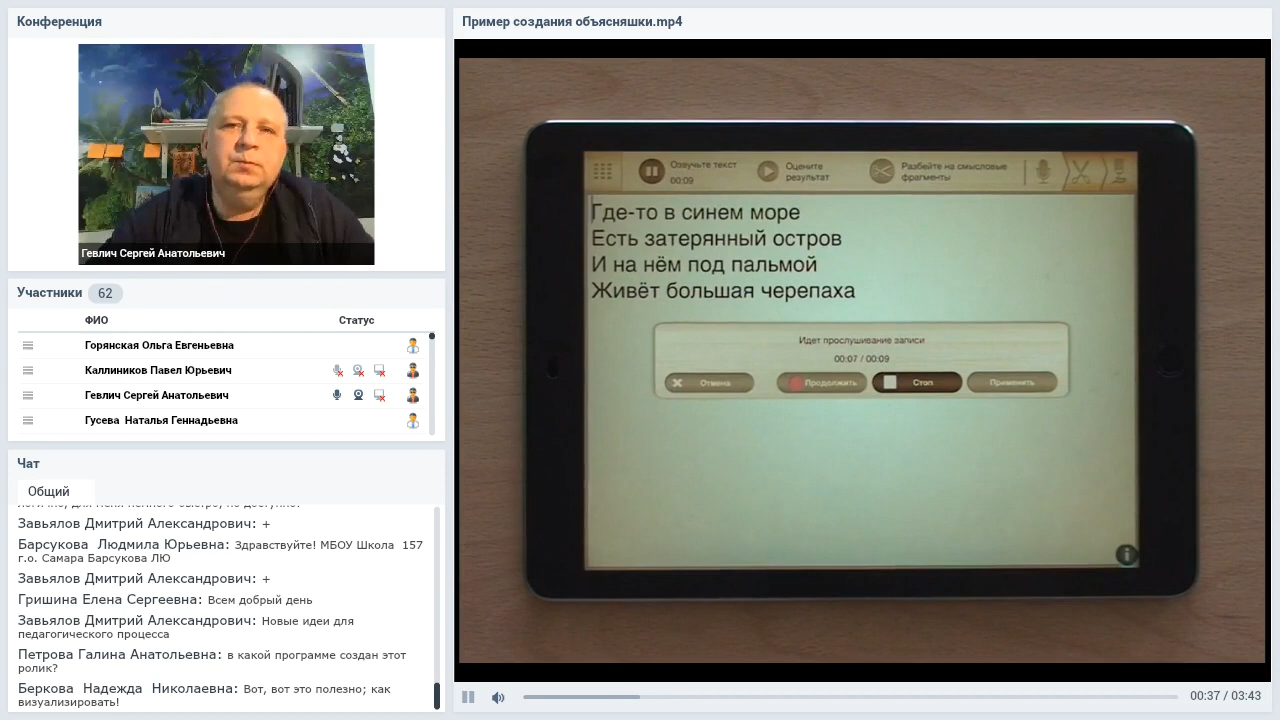 Конференция
Гевлич Сергей Анатольевич
Участники 62
ФИО Статус
Горянская Ольга Евгеньевна
Каллиников Павел Юрьевич
Гевлич Сергей Анатольевич
Гусева Наталья Геннадьевна
Чат
Общий
Завьялов Дмитрий Александрович: +
Барсукова Людмила Юрьевна: Здравствуйте! МБОУ Школа 157
г.о. Самара Барсукова ЛЮ
Завьялов Дмитрий Александрович: +
Гришина Елена Сергеевна: Всем добрый день
Завьялов Дмитрий Александрович: Новые идеи для
педагогического процесса
Петрова Галина Анатольевна: в какой программе создан этот
ролик?
Беркова Надежда Николаевна: Вот, вот это полезно; как
визуализировать!
Пример создания объясняшки.mp4
Озвучьте текст
00:09
Оцените
результат
Разбейте на смысловые
фрагменты
Где-то в синем море
Есть затерянный остров
И на нём под пальмой
Живёт большая черепаха
Идет прослушивание записи
00:07 / 00:09
Отмена Продолжить Стоп Применить
00:37 / 03:43